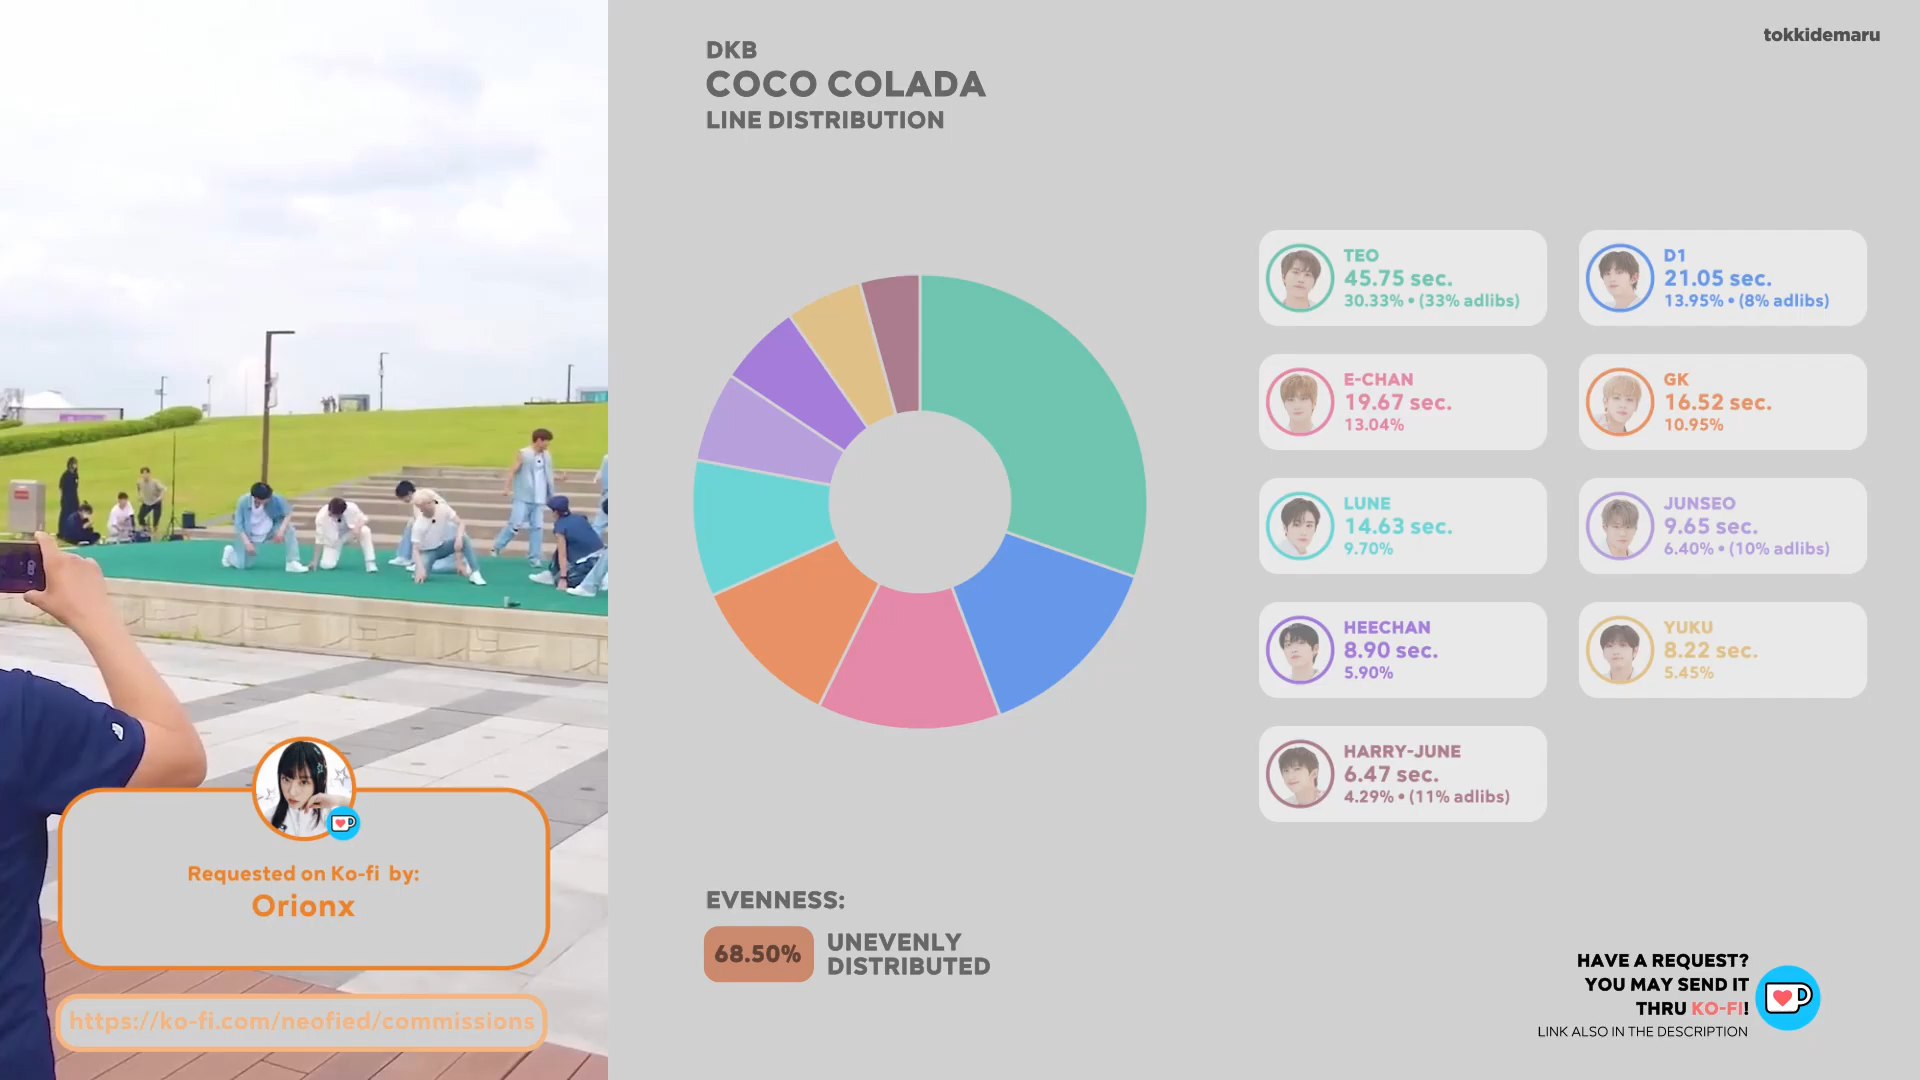 tokkidemaru
DKB
COCO COLADA
LINE DISTRIBUTION
TEO
45.75 sec.
30.33% • (33% adlibs)
D1
21.05 sec.
13.95% • (8% adlibs)
E-CHAN
19.67 sec.
13.04%
GK
16.52 sec.
10.95%
LUNE
14.63 sec.
9.70%
JUNSEO
9.65 sec.
6.40% • (10% adlibs)
HEECHAN
8.90 sec.
5.90%
YUKU
8.22 sec.
5.45%
HARRY-JUNE
6.47 sec.
4.29% • (11% adlibs)
EVENNESS:
68.50%
UNEVENLY
DISTRIBUTED
Requested on Ko-fi by:
Orionx
https://ko-fi.com/neofied/commissions
HAVE A REQUEST?
YOU MAY SEND IT
THRU KO-FI!
LINK ALSO IN THE DESCRIPTION